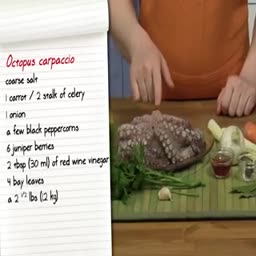 Octopus carpaccio
coarse salt
1 carrot / 2 stalk of celery
1 onion
a few black peppercorns
6 juniper berries
2 tbsp (30 ml) of red wine vinegar
4 bay leaves
a 2 1/2 lbs (1.2 kg)